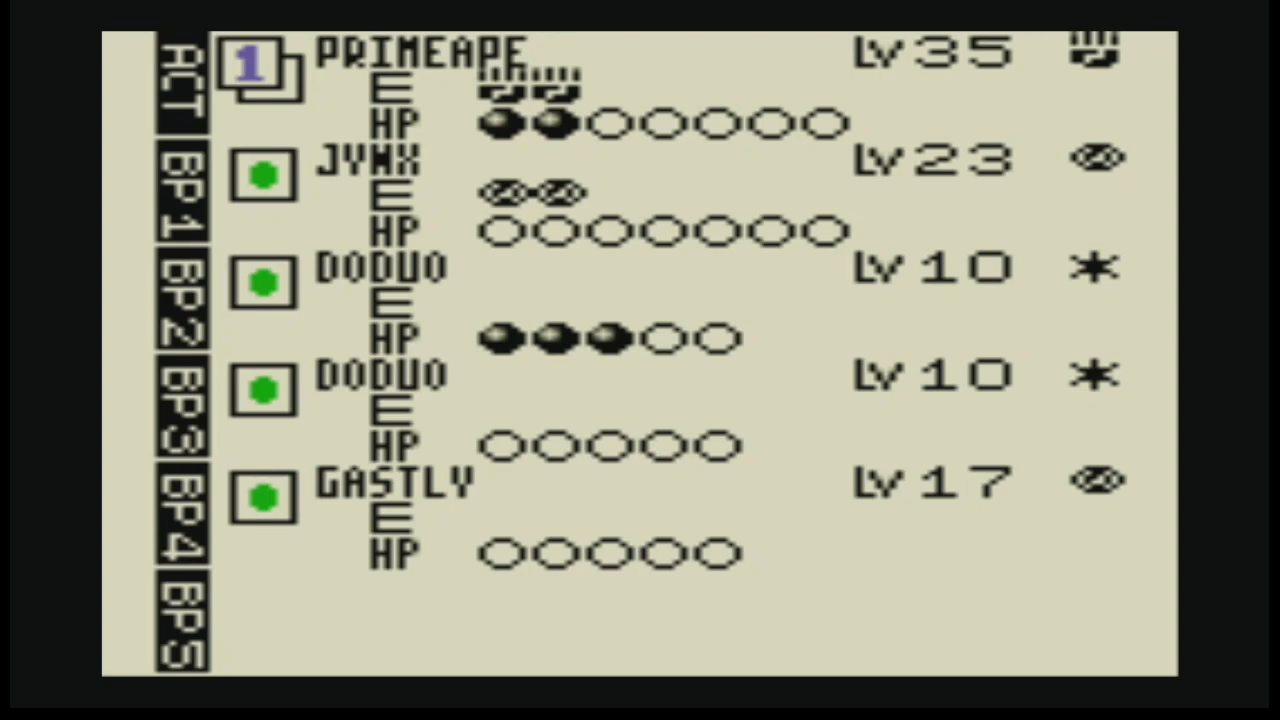 ACT 1 PRIMEAPE Lv35
E
HP
BP1 JYNX Lv23
E
HP
BP2 DODUO Lv10
E
HP
BP3 DODUO Lv10
E
HP
BP4 GASTLY Lv17
E
HP
BP5